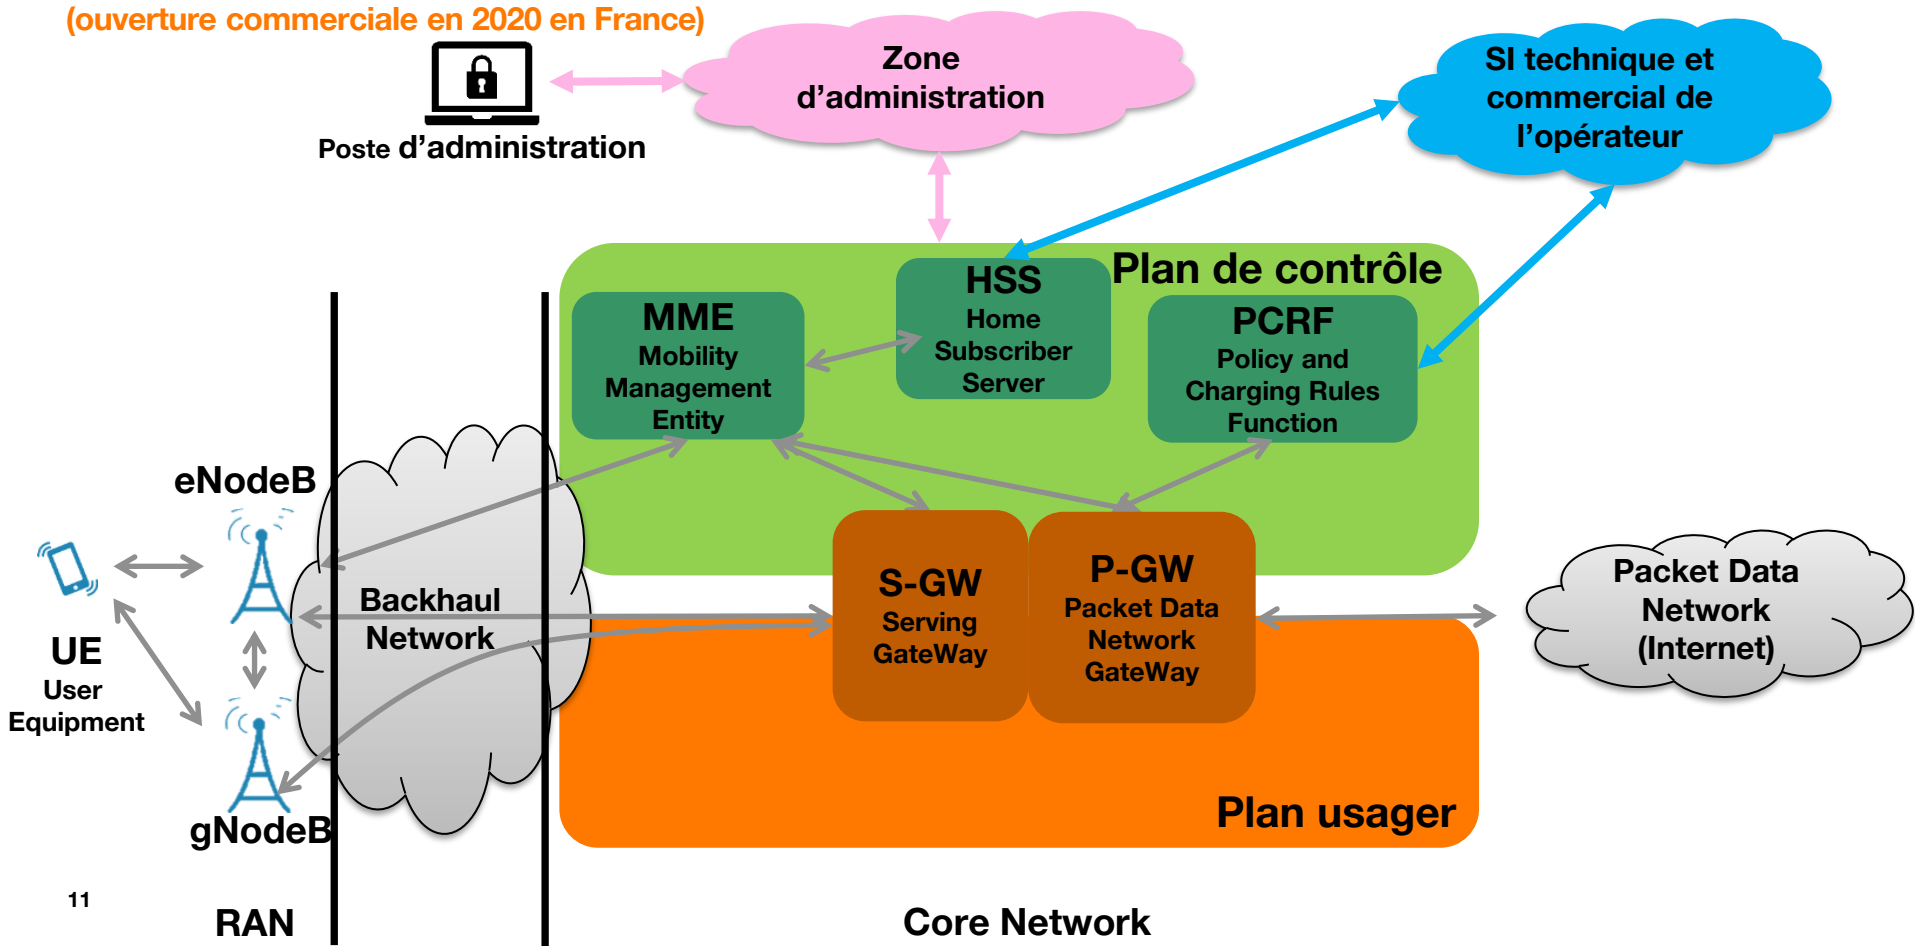 (ouverture commerciale en 2020 en France)
Zone
d’administration
SI technique et
commercial de
l’opérateur
Poste d’administration
Plan de contrôle
HSS
Home
Subscriber
Server
MME
Mobility
Management
Entity
PCRF
Policy and
Charging Rules
Function
eNodeB
Backhaul
Network
S-GW
Serving
GateWay
P-GW
Packet Data
Network
GateWay
Packet Data
Network
(Internet)
UE
User
Equipment
gNodeB
Plan usager
11
RAN
Core Network